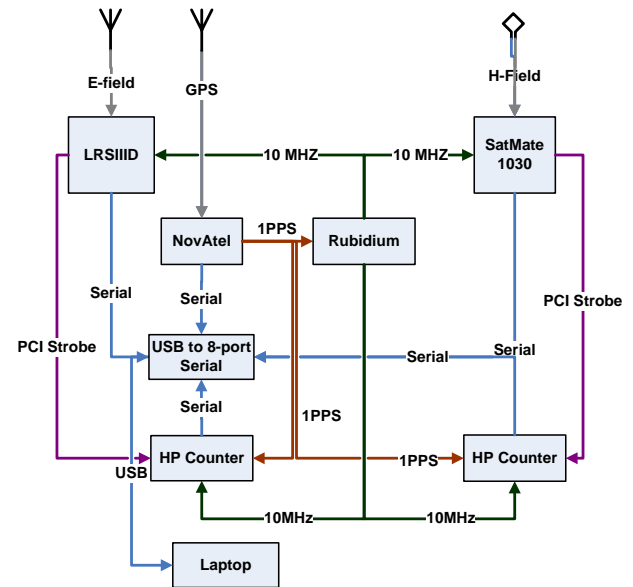 E-field
GPS
H-Field
LRSIIID
10 MHZ
10 MHZ
SatMate
1030
NovAtel
1PPS
Rubidium
Serial
Serial
PCI Strobe
PCI Strobe
USB to 8-port
Serial
Serial
Serial
Serial
1PPS
HP Counter
1PPS
HP Counter
USB
10MHz
10MHz
Laptop